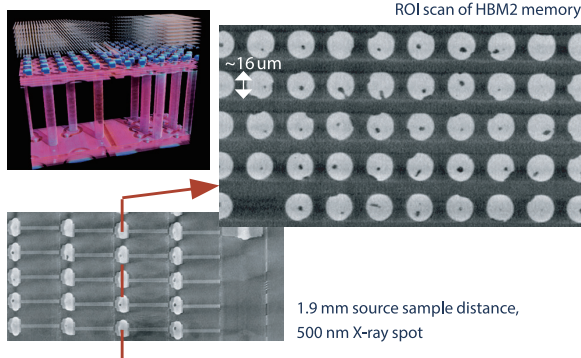 ROI scan of HBM2 memory
~16 um
1.9 mm source sample distance,
500 nm X-ray spot